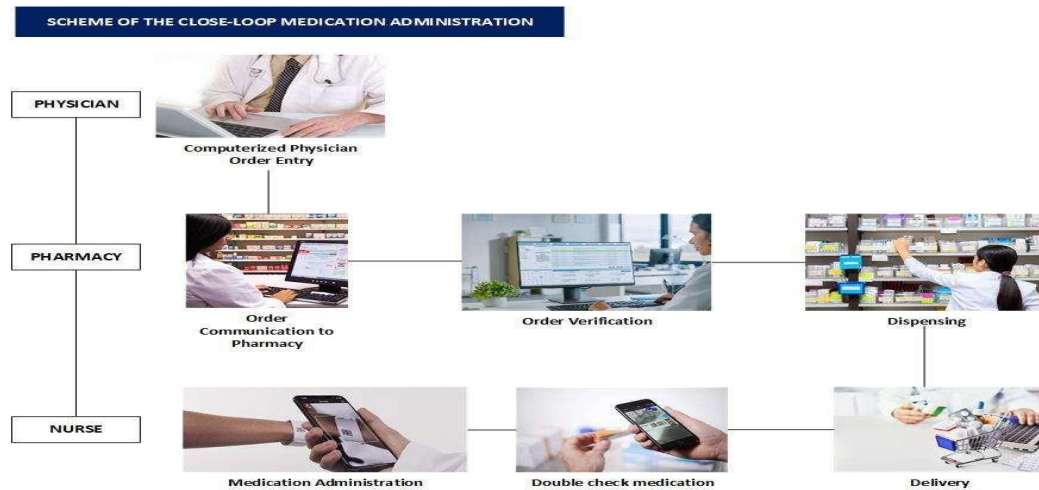 SCHEME OF THE CLOSE-LOOP MEDICATION ADMINISTRATION
PHYSICIAN
Computerized Physician
Order Entry
PHARMACY
Order
Communication to
Pharmacy
Order Verification
Dispensing
NURSE
Medication Administration
Double check medication
Delivery